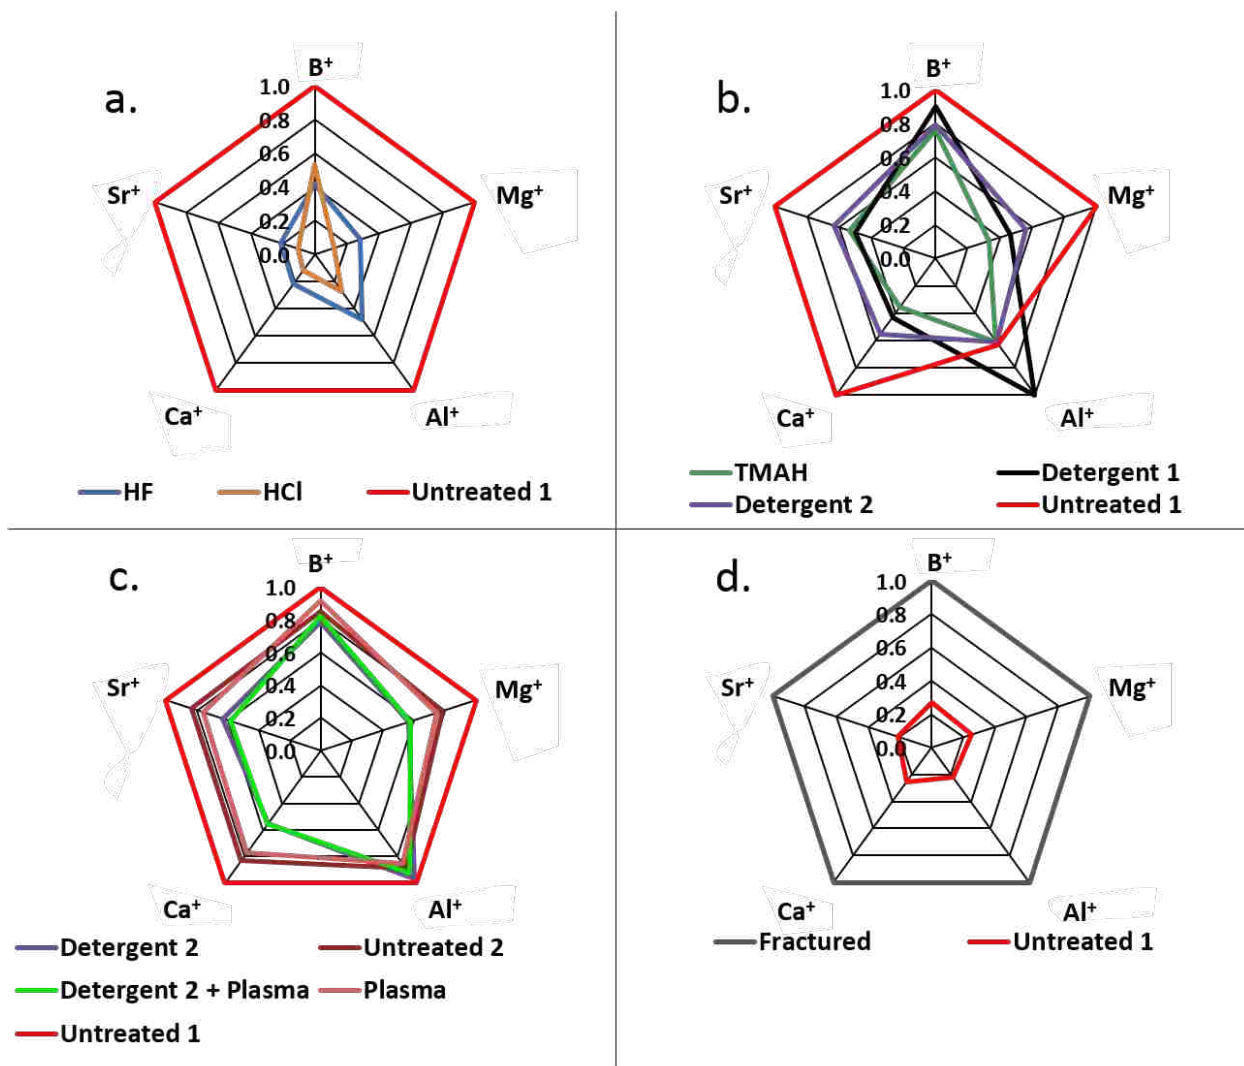 a.
B⁺
1.0
0.8
0.6
0.4
0.2
0.0
Sr⁺
Mg⁺
Ca⁺
Al⁺
HF
HCl
Untreated 1
b.
B⁺
1.0
0.8
0.6
0.4
0.2
0.0
Sr⁺
Mg⁺
Ca⁺
Al⁺
TMAH
Detergent 1
Detergent 2
Untreated 1
c.
B⁺
1.0
0.8
0.6
0.4
0.2
0.0
Sr⁺
Mg⁺
Ca⁺
Al⁺
Detergent 2
Untreated 2
Detergent 2 + Plasma
Plasma
Untreated 1
d.
B⁺
1.0
0.8
0.6
0.4
0.2
0.0
Sr⁺
Mg⁺
Ca⁺
Al⁺
Fractured
Untreated 1